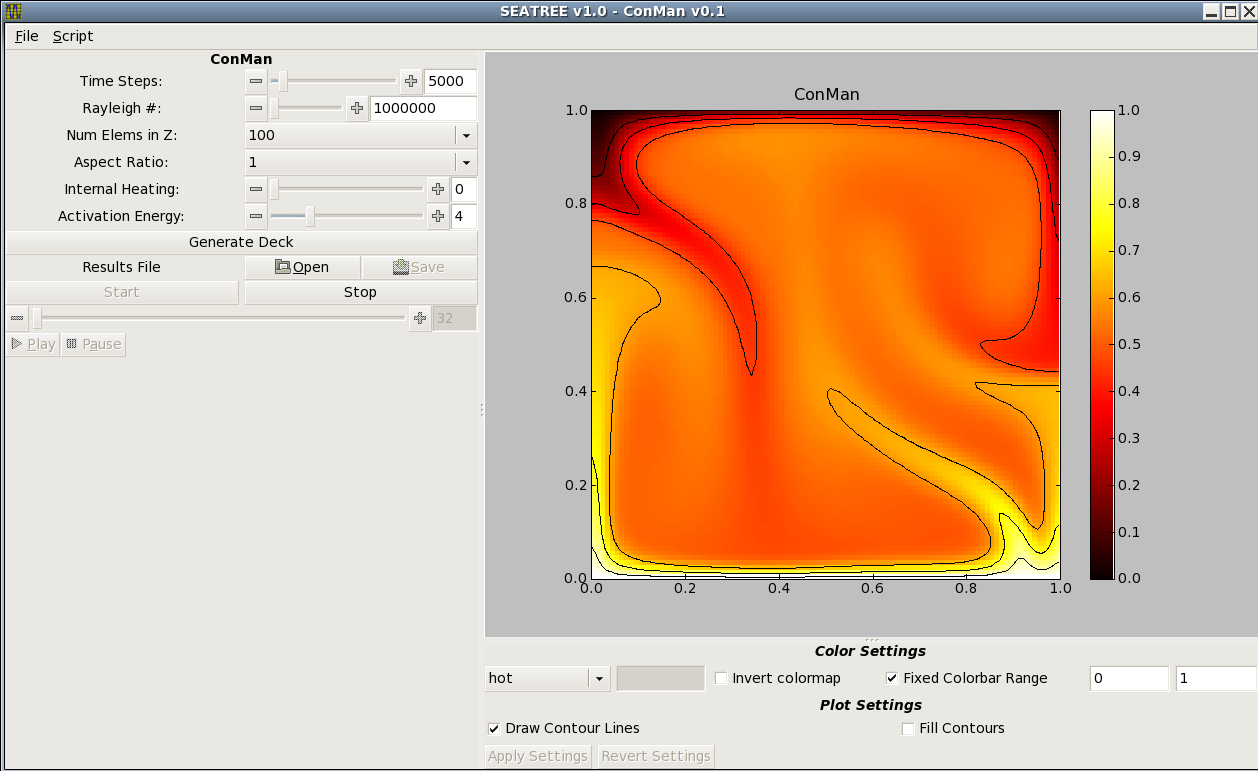 SEATREE v1.0 - ConMan v0.1
File Script
ConMan
Time Steps: 5000
Rayleigh #: 1000000
Num Elems in Z: 100
Aspect Ratio: 1
Internal Heating: 0
Activation Energy: 4
Generate Deck
Results File Open Save
Start Stop
32
Play Pause
ConMan
1.0
0.8
0.6
0.4
0.2
0.0
0.0 0.2 0.4 0.6 0.8 1.0
1.0
0.9
0.8
0.7
0.6
0.5
0.4
0.3
0.2
0.1
0.0
Color Settings
hot Invert colormap Fixed Colorbar Range 0 1
Plot Settings
Draw Contour Lines Fill Contours
Apply Settings Revert Settings